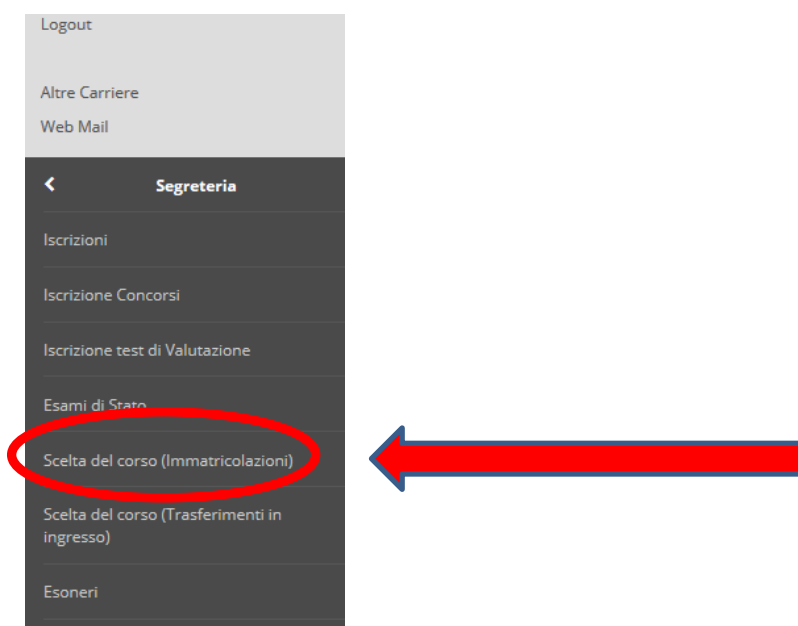 Logout
Altre Carriere
Web Mail
Segreteria
Iscrizioni
Iscrizione Concorsi
Iscrizione test di Valutazione
Esami di Stato
Scelta del corso (Immatricolazioni)
Scelta del corso (Trasferimenti in
ingresso)
Esoneri